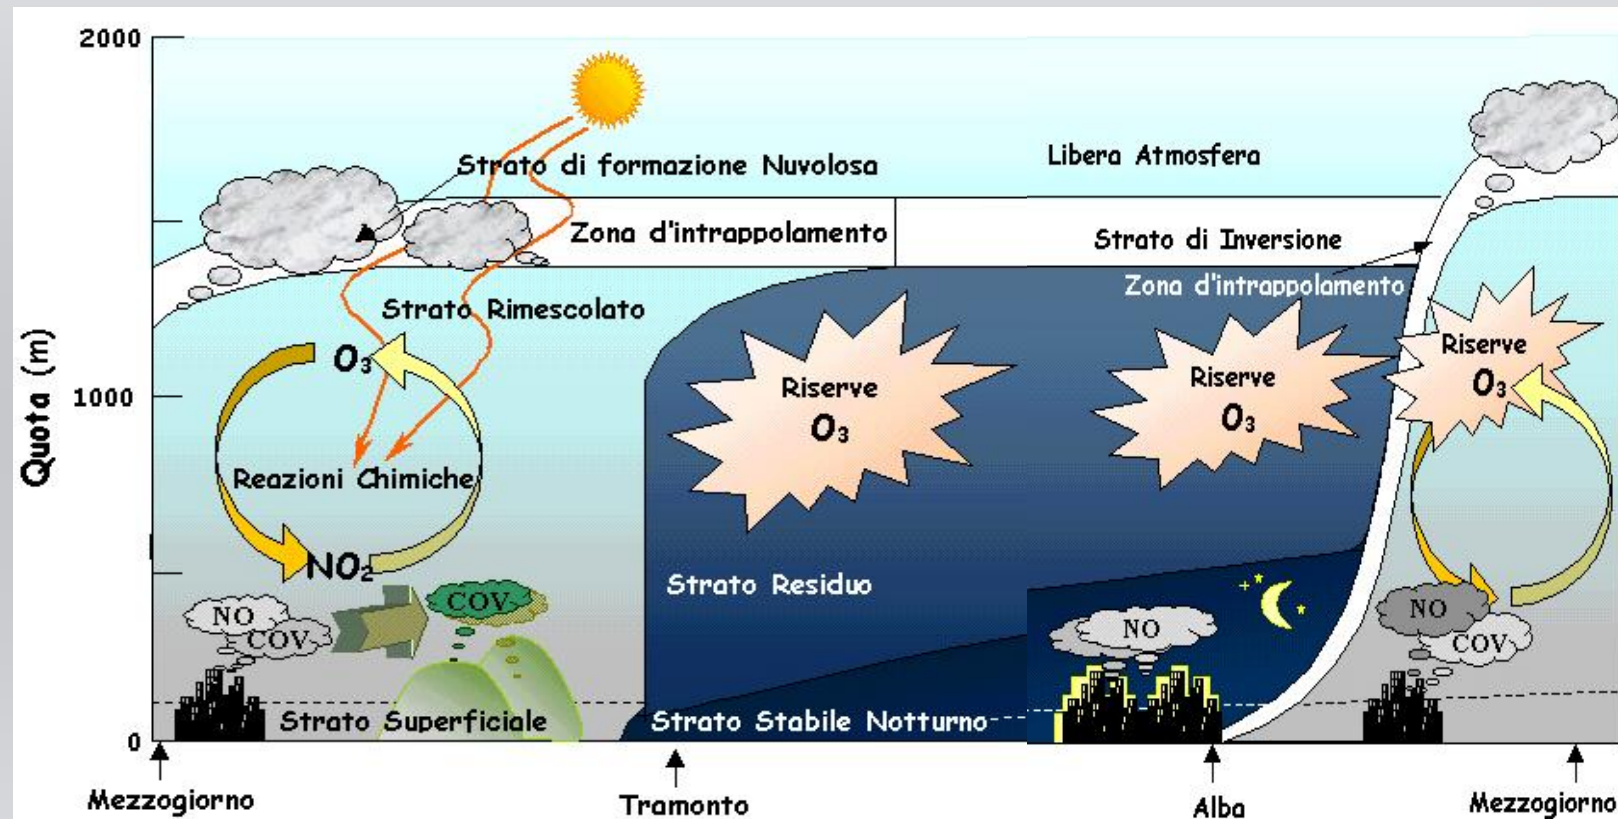 2000
Strato di formazione Nuvolosa
Libera Atmosfera
Zona d'intrappolamento
Strato di Inversione
Zona d'intrappolamento
Strato Rimescolato
O₃
Riserve
O₃
Riserve
O₃
Riserve
O₃
1000
Quota (m)
Reazioni Chimiche
NO₂
COV
NO
COV
Strato Residuo
NO
NO
COV
Strato Superficiale
Strato Stabile Notturno
0
Mezzogiorno
Tramonto
Alba
Mezzogiorno